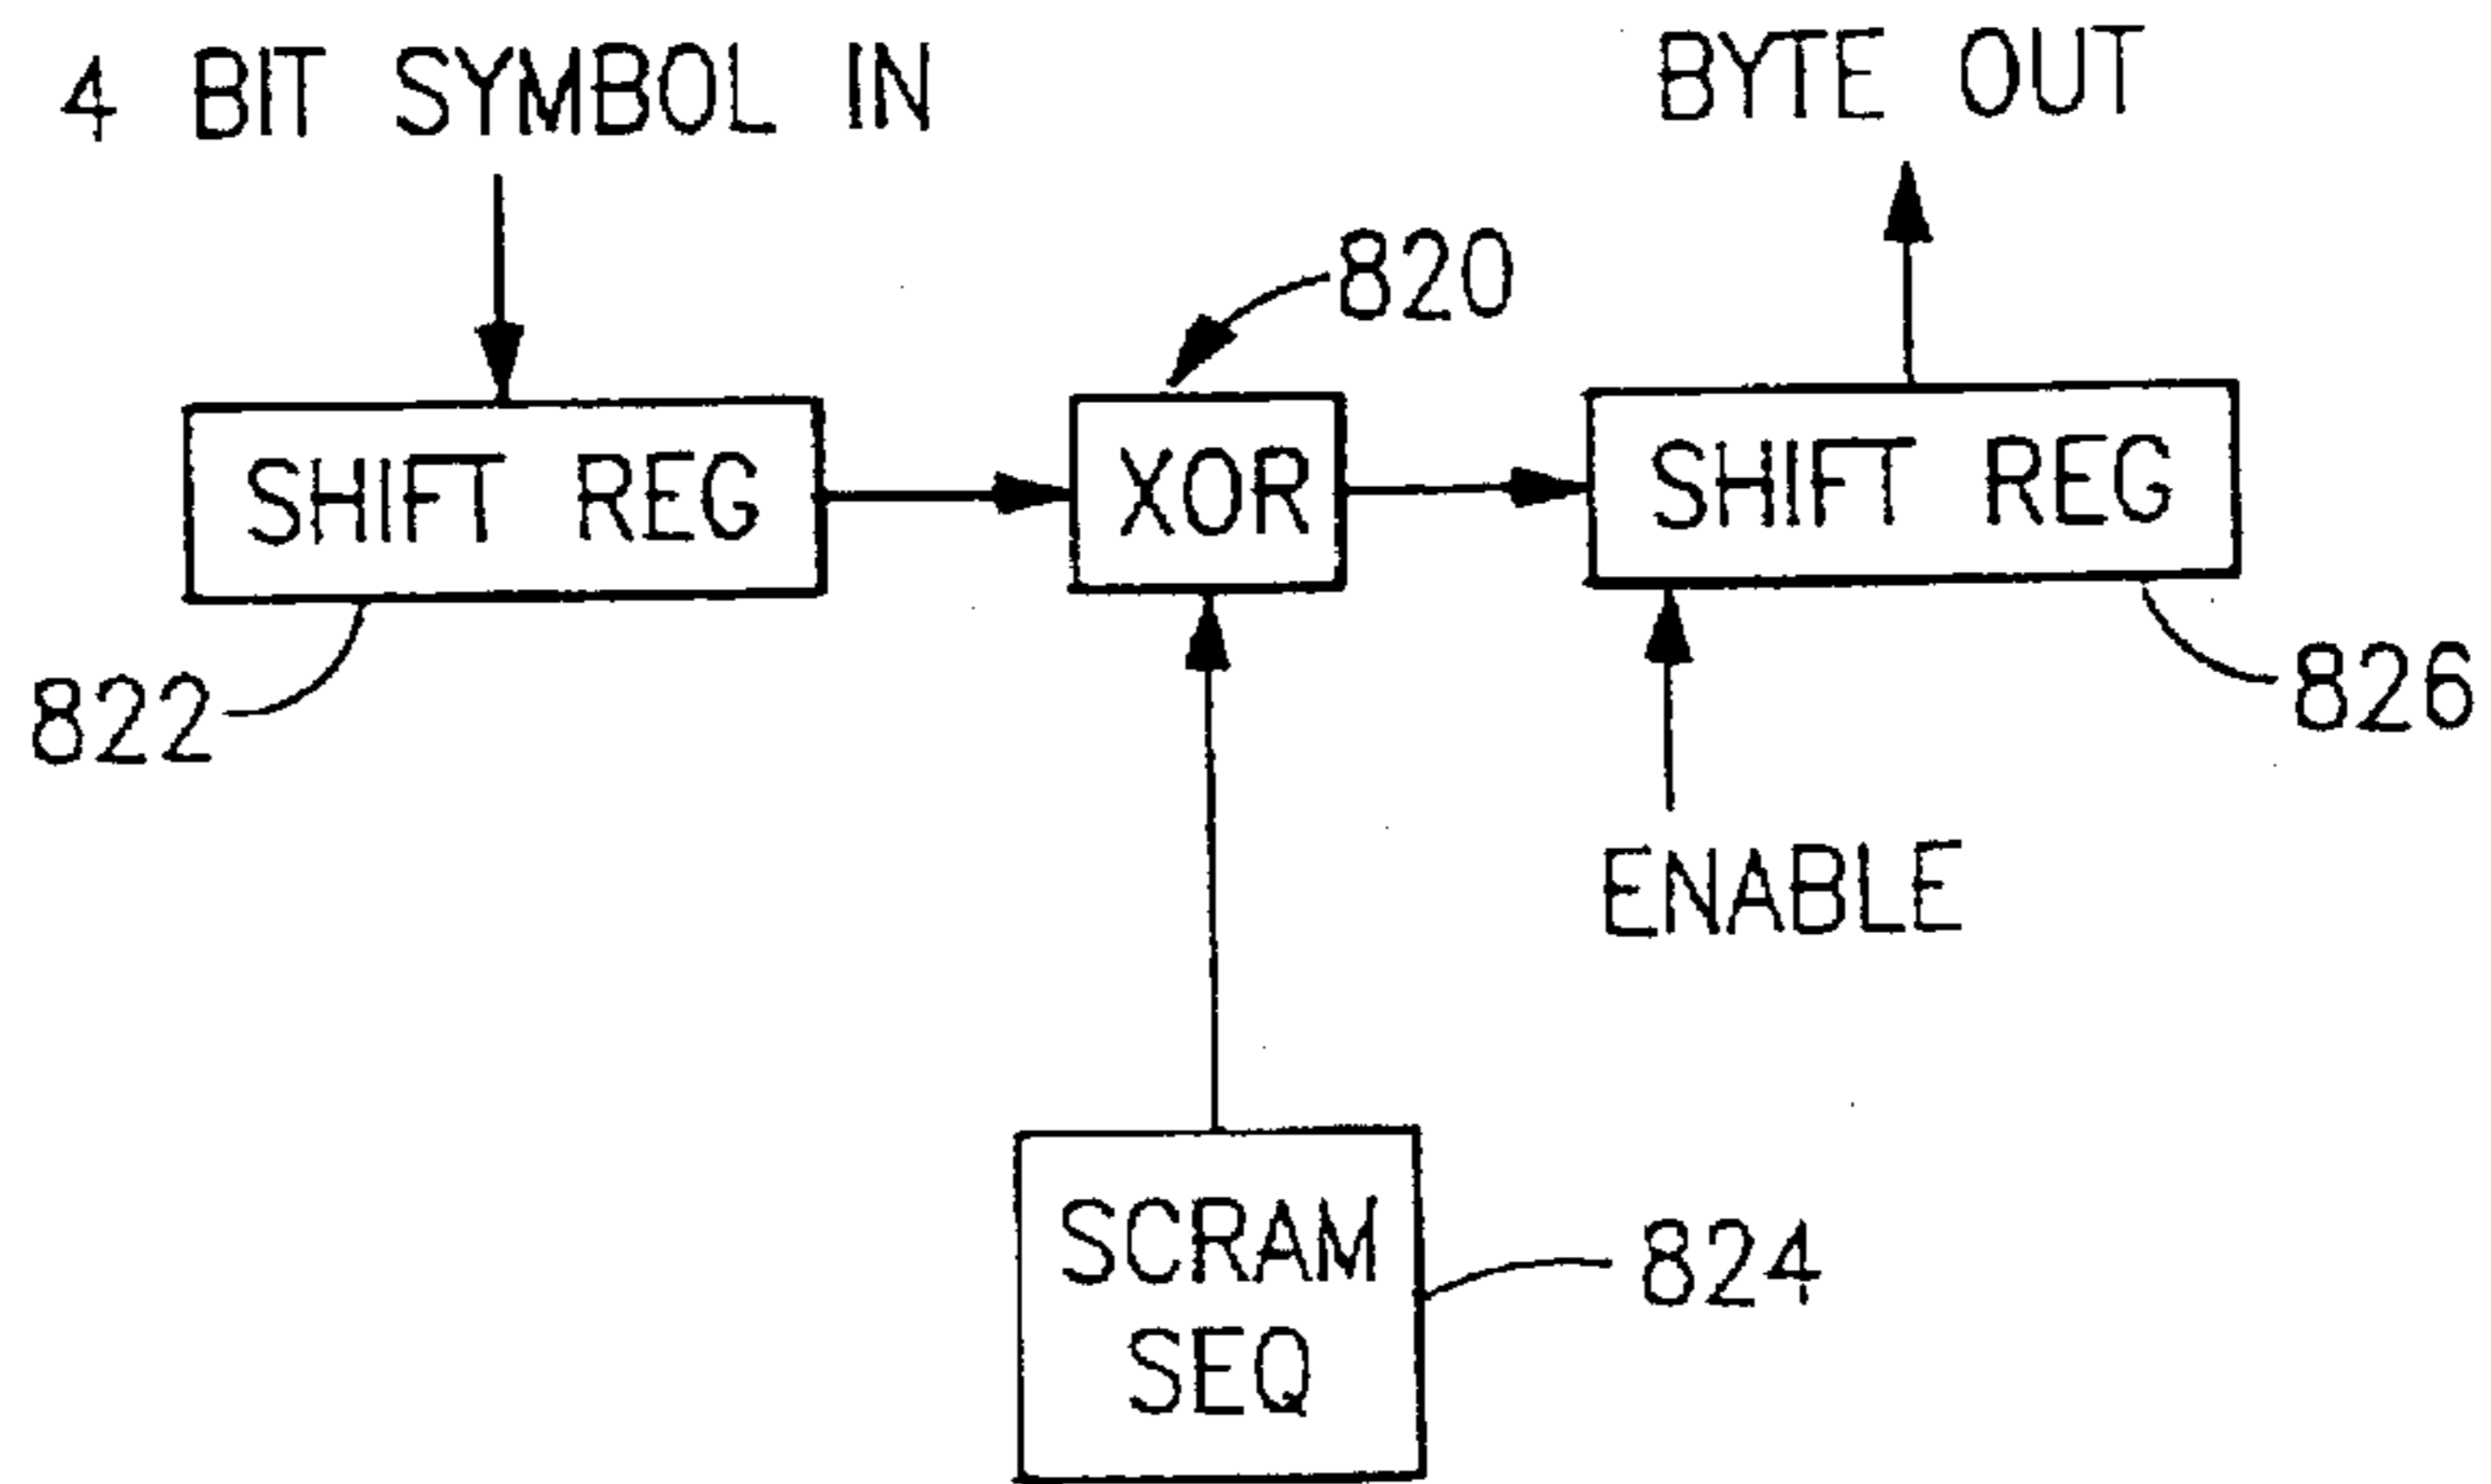 4 BIT SYMBOL IN
BYTE OUT
820
SHIFT REG
XOR
SHIFT REG
822
826
ENABLE
SCRAM
SEQ
824